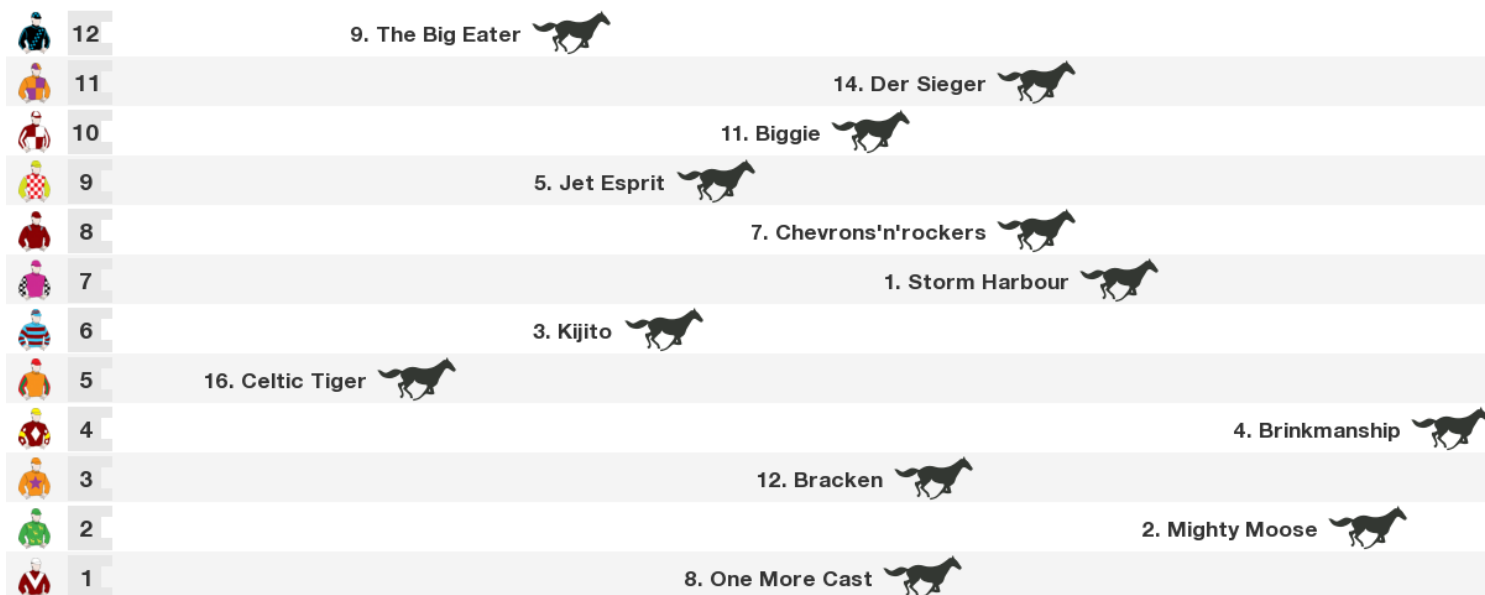 12 9. The Big Eater
11 14. Der Sieger
10 11. Biggie
9 5. Jet Esprit
8 7. Chevrons'n'rockers
7 1. Storm Harbour
6 3. Kijito
5 16. Celtic Tiger
4 4. Brinkmanship
3 12. Bracken
2 2. Mighty Moose
1 8. One More Cast